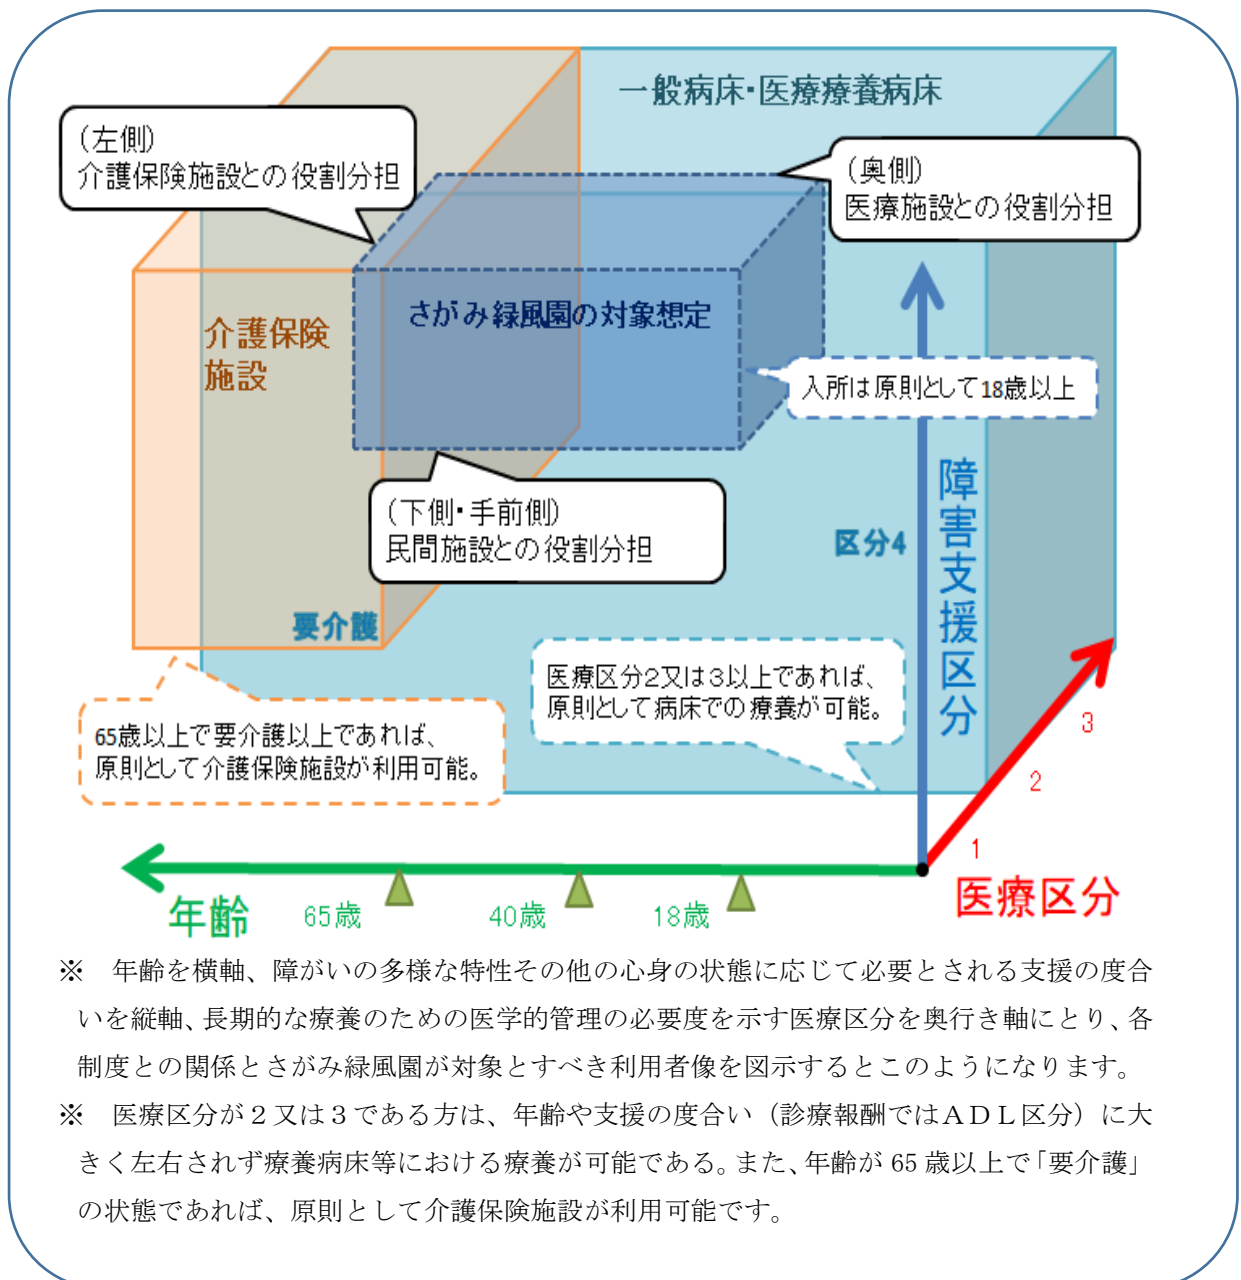 一般病床・医療療養病床
(左側)
介護保険施設との役割分担
(奥側)
医療施設との役割分担
さがみ緑風園の対象想定
介護保険
施設
入所は原則として18歳以上
(下側・手前側)
民間施設との役割分担
区分4
障害支援区分
要介護
医療区分2又は3以上であれば、
原則として病床での療養が可能。
65歳以上で要介護以上であれば、
原則として介護保険施設が利用可能。
3
2
1
医療区分
年齢
65歳
40歳
18歳
※　年齢を横軸、障がいの多様な特性その他の心身の状態に応じて必要とされる支援の度合
いを縦軸、長期的な療養のための医学的管理の必要度を示す医療区分を奥行き軸にとり、各
制度との関係とさがみ緑風園が対象とすべき利用者像を図示するとこのようになります。
※　医療区分が２又は３である方は、年齢や支援の度合い（診療報酬ではＡＤＬ区分）に大
きく左右されず療養病床等における療養が可能である。また、年齢が 65 歳以上で「要介護」
の状態であれば、原則として介護保険施設が利用可能です。